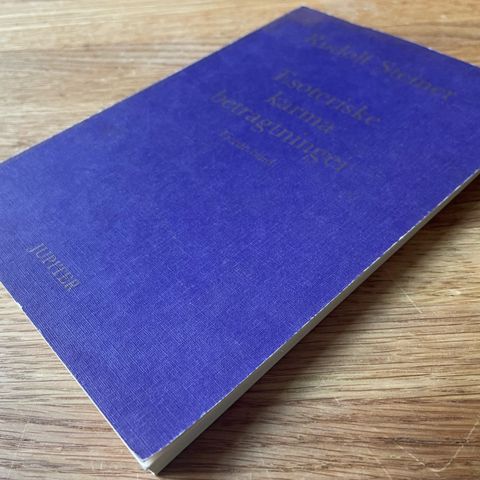 Rudolf Steiner
Esoteriske
karma
betragtninger
JUPITER